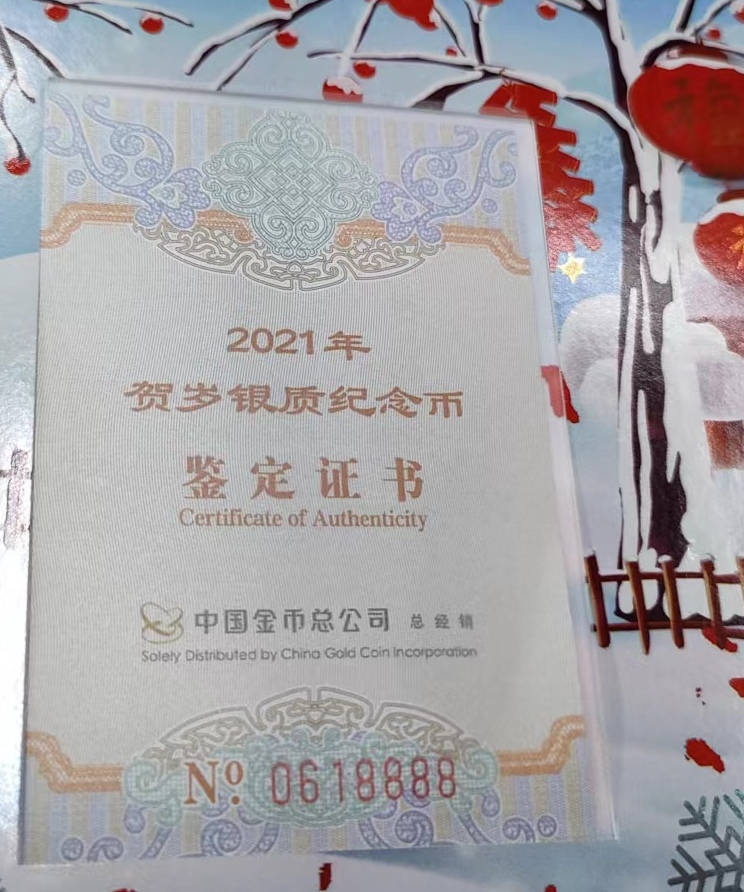 2021年
贺岁银质纪念币
鉴定证书
Certificate of Authenticity
中国金币总公司 总经销
Solely Distributed by China Gold Coin Incorporation
Nº 0618888